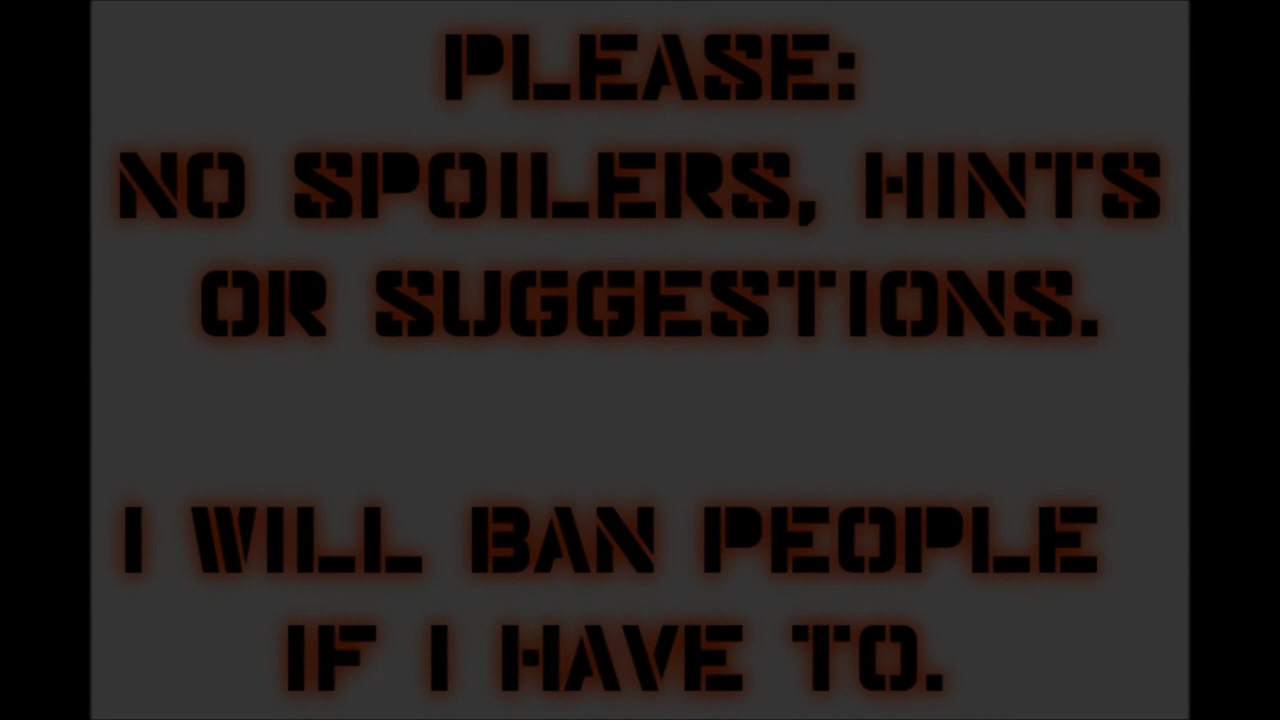 PLEASE:
NO SPOILERS, HINTS
OR SUGGESTIONS.
I WILL BAN PEOPLE
IF I HAVE TO.